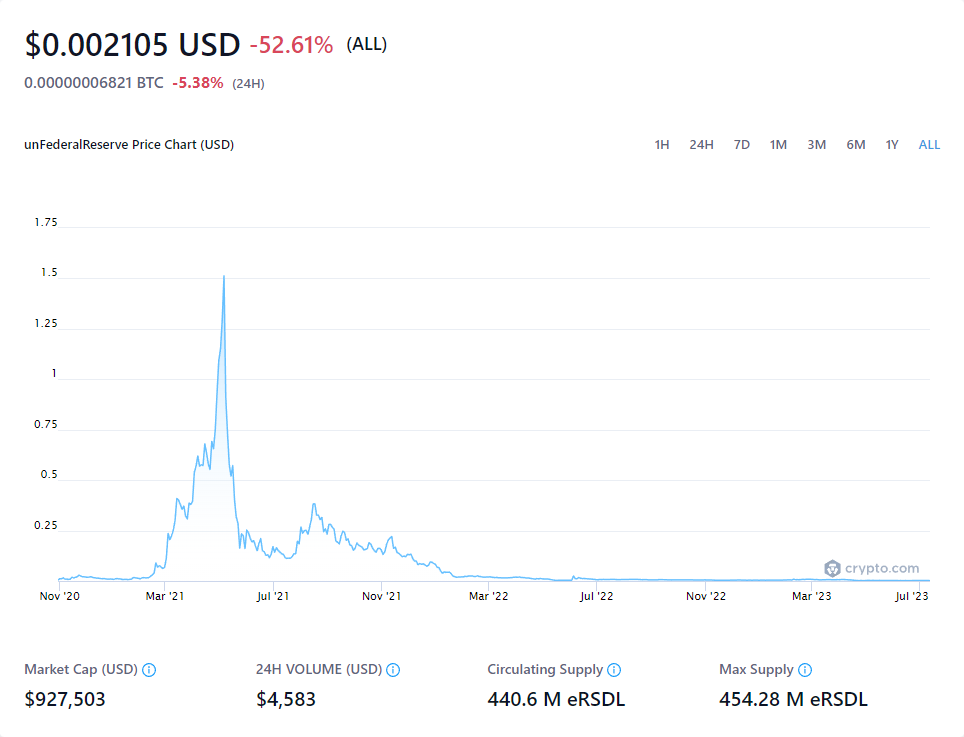 $0.002105 USD -52.61% (ALL)
0.00000006821 BTC -5.38% (24H)
unFederalReserve Price Chart (USD) 1H 24H 7D 1M 3M 6M 1Y ALL
1.75
1.5
1.25
1
0.75
0.5
0.25
crypto.com
Nov '20 Mar '21 Jul '21 Nov '21 Mar '22 Jul '22 Nov '22 Mar '23 Jul '23
Market Cap (USD) 24H VOLUME (USD) Circulating Supply Max Supply
$927,503 $4,583 440.6 M eRSDL 454.28 M eRSDL